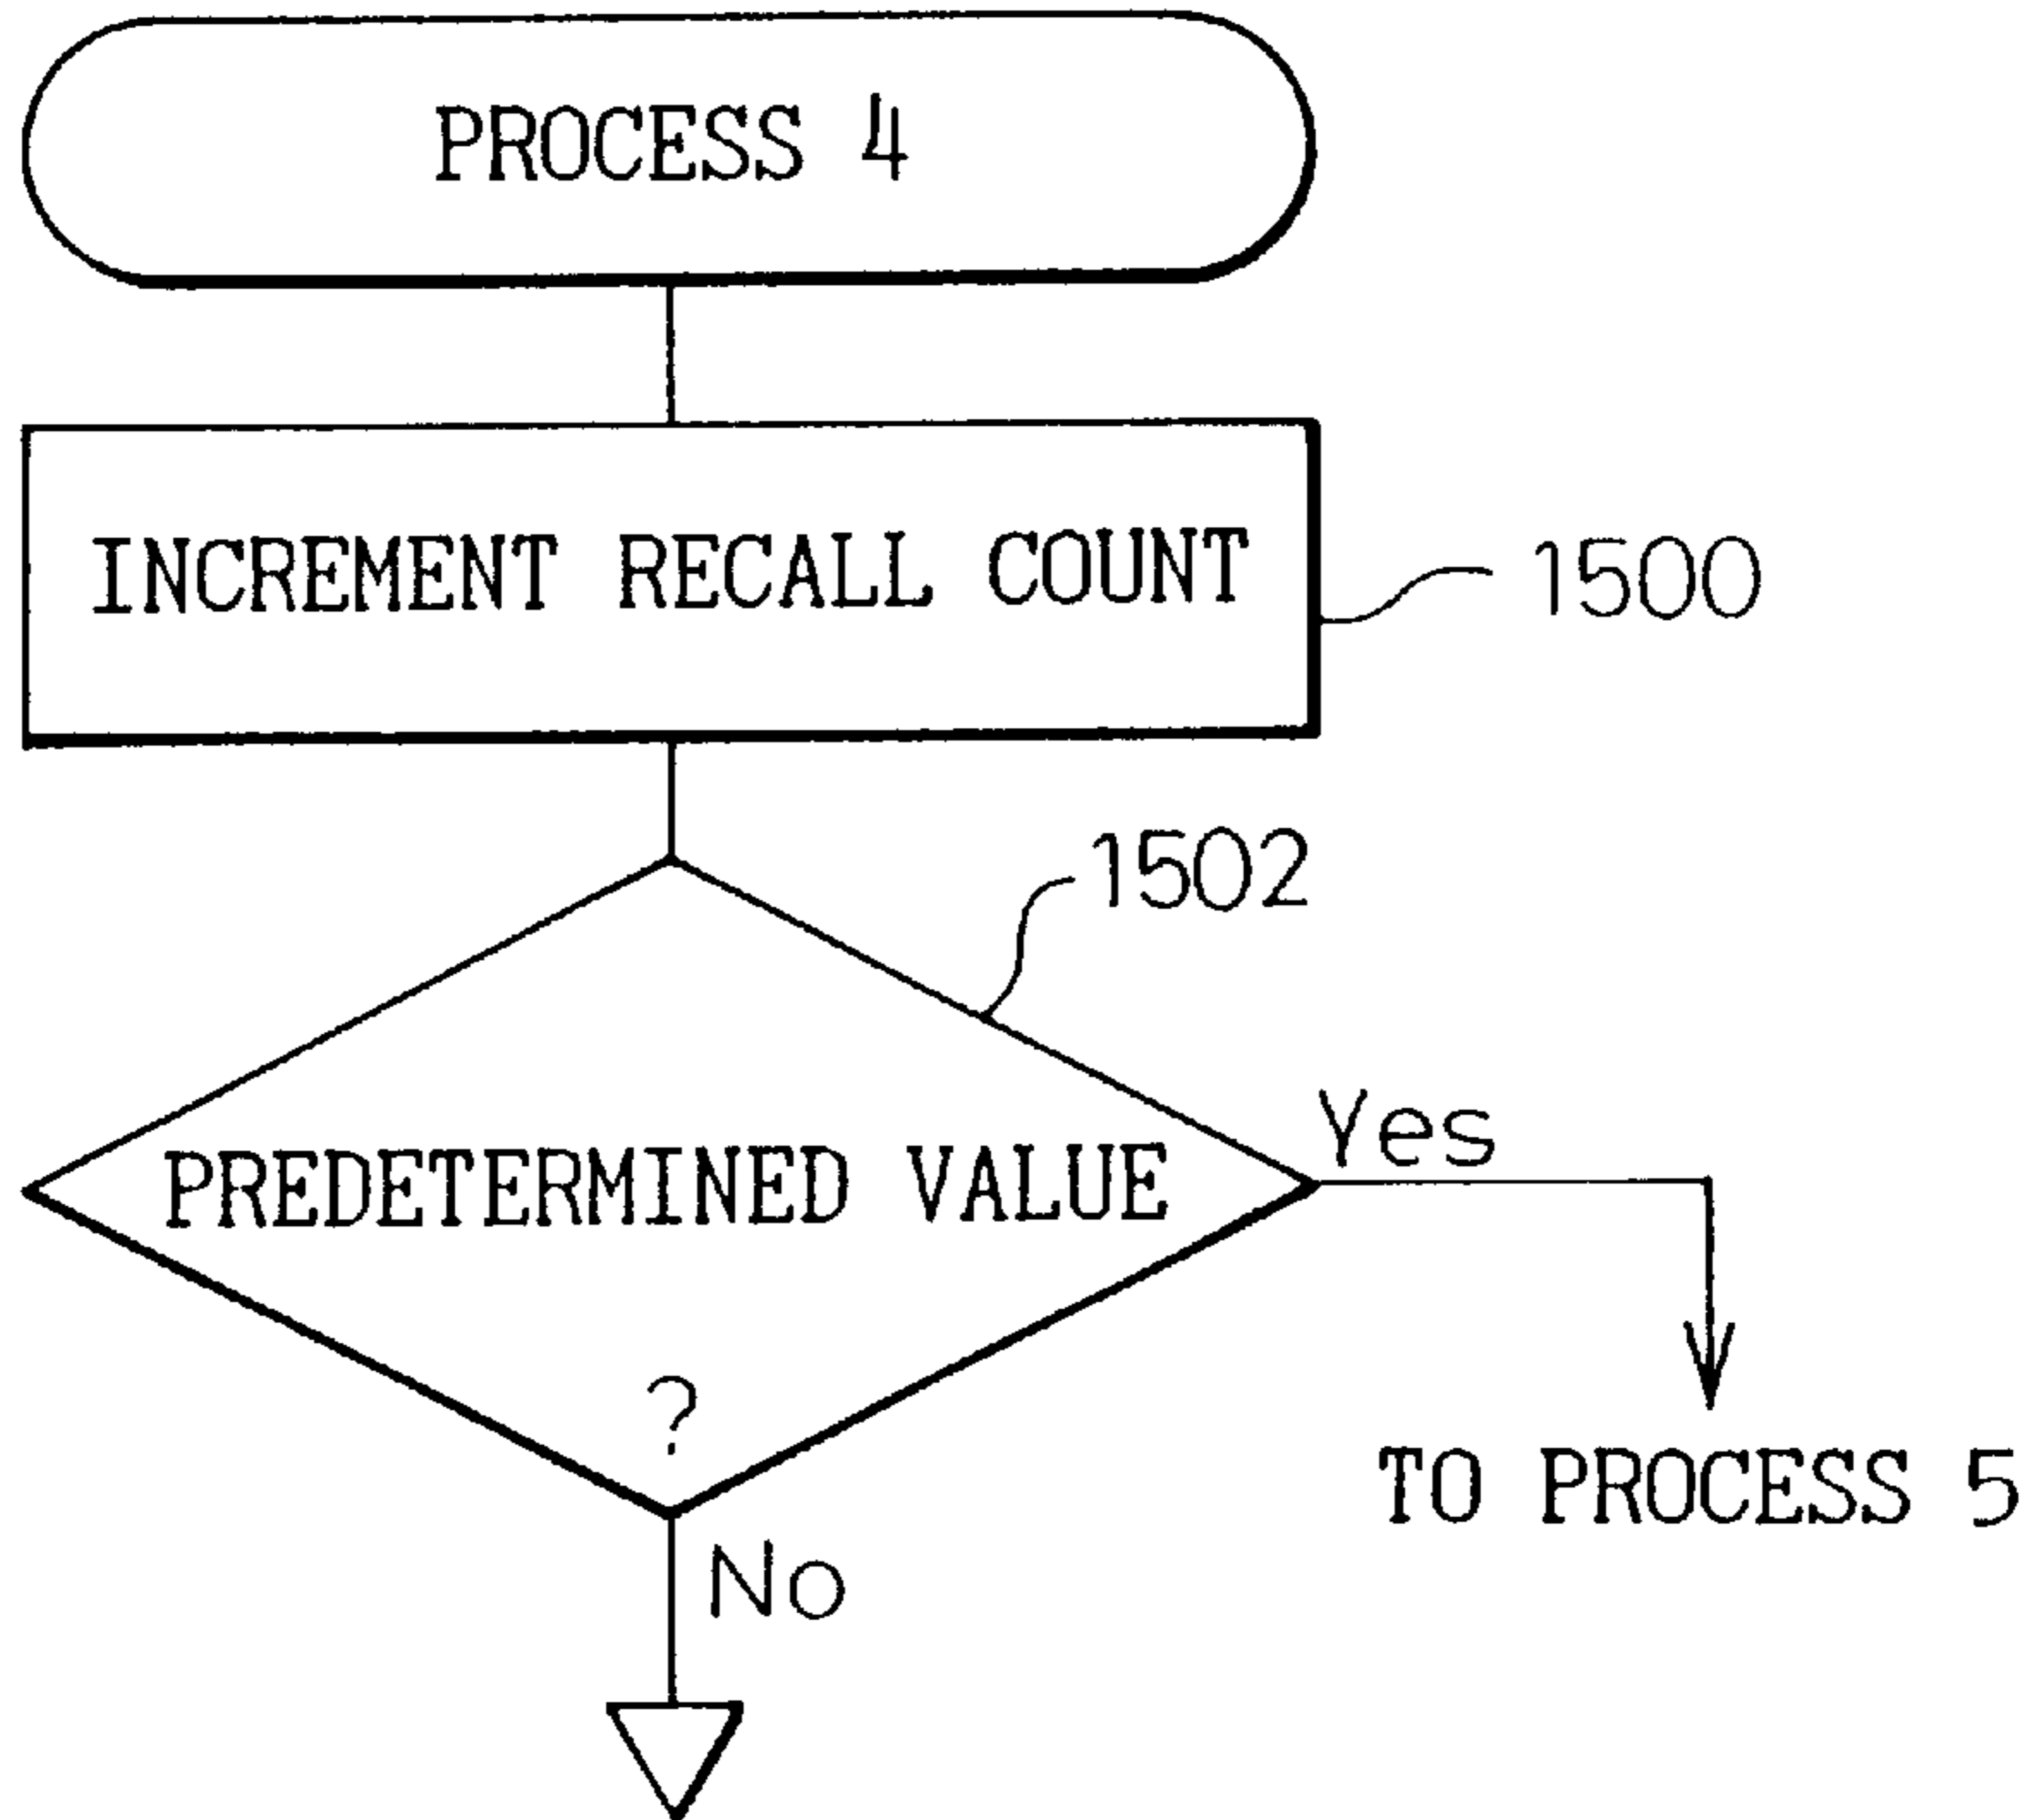 PROCESS 4
INCREMENT RECALL COUNT
1500
1502
PREDETERMINED VALUE
?
Yes
TO PROCESS 5
No